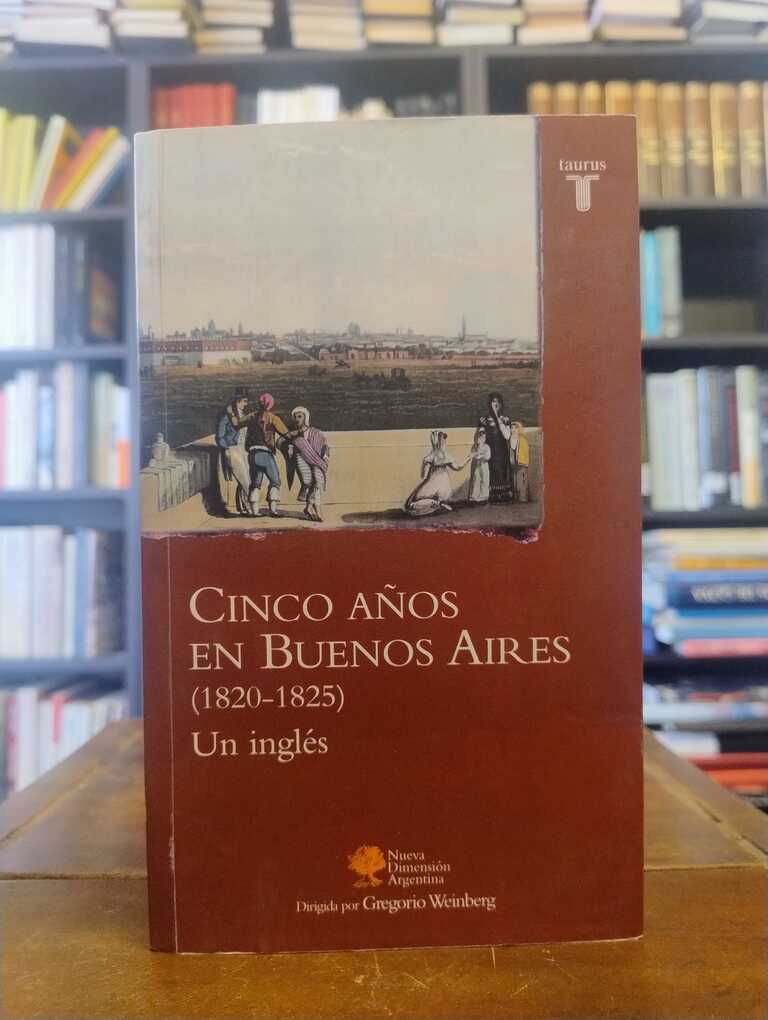 taurus
CINCO AÑOS
EN BUENOS AIRES
(1820-1825)
Un inglés
Nueva
Dimensión
Argentina
Dirigida por Gregorio Weinberg